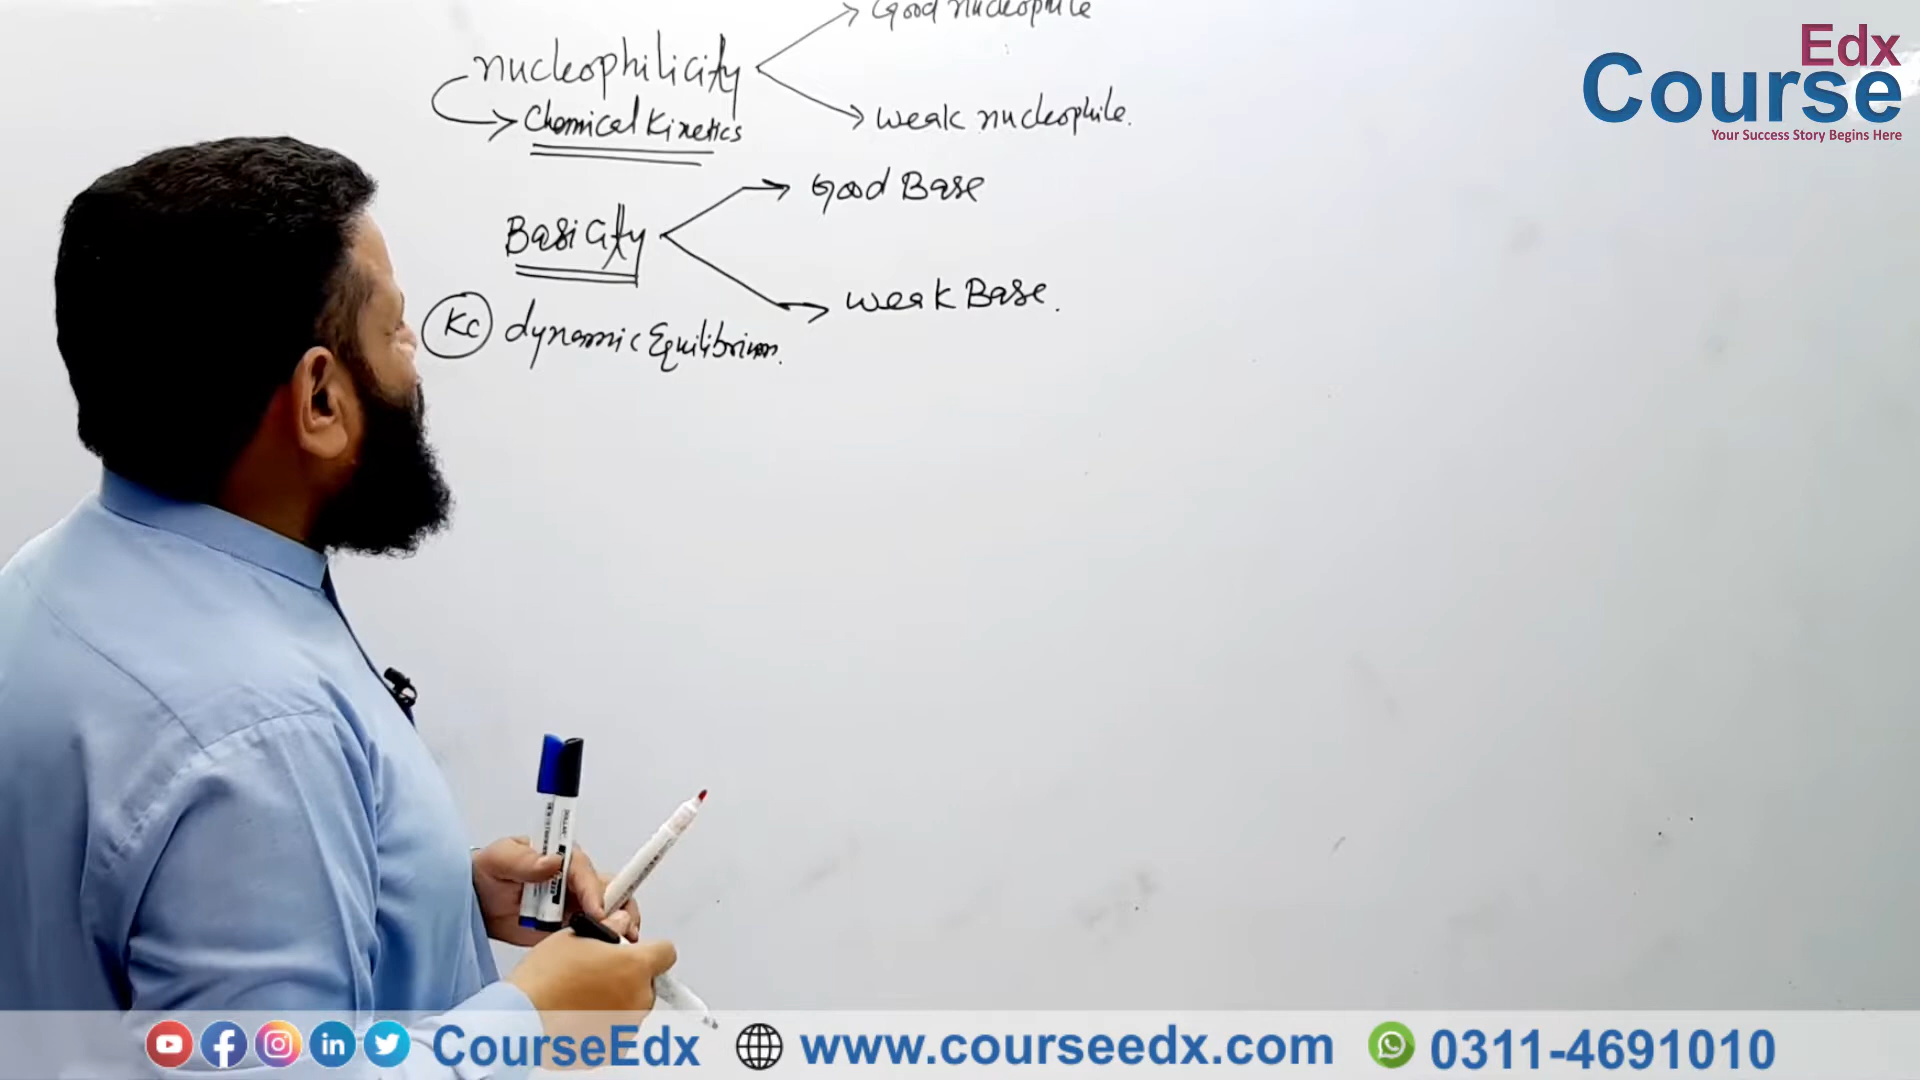 Good nucleophile
nucleophilicity
Chemical Kinetics
weak nucleophile.
Good Base
Basicity
weak Base.
Kc dynamic Equilibrium.
Edx
Course
Your Success Story Begins Here
CourseEdx www.courseedx.com 0311-4691010